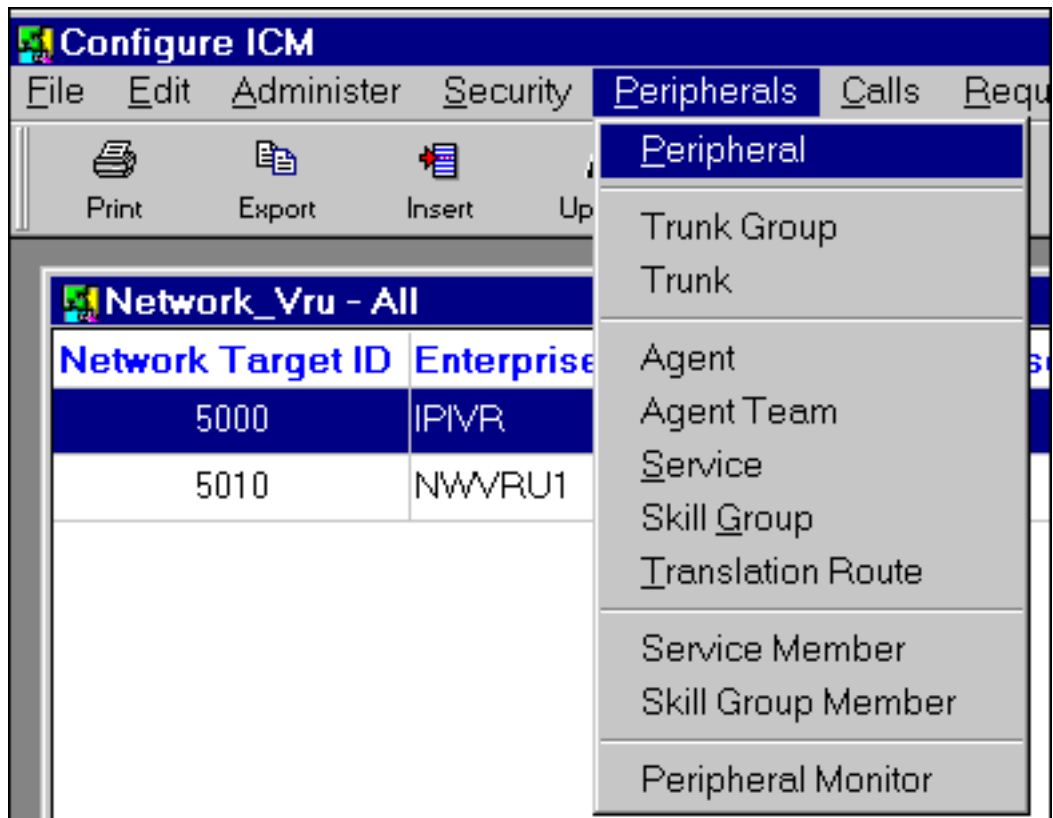 Configure ICM
File Edit Administer Security Peripherals Calls
Print Export Insert
Network_Vru - All
Network Target ID Enterprise
5000 IPIVR
5010 NWVRU1
Peripheral
Trunk Group
Trunk
Agent
Agent Team
Service
Skill Group
Translation Route
Service Member
Skill Group Member
Peripheral Monitor